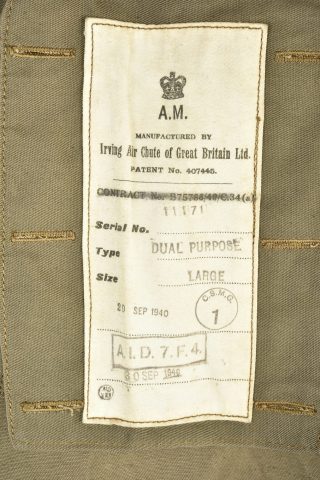 A.M.
MANUFACTURED BY
Irving Air Chute of Great Britain Ltd.
PATENT No. 407445.
CONTRACT No. B75786/40/C.34(a)
11171
Serial No.
Type DUAL PURPOSE
Size LARGE
29 SEP 1940
C.S.M.G.
1
A.I.D. 7.F.4.
30 SEP 1940